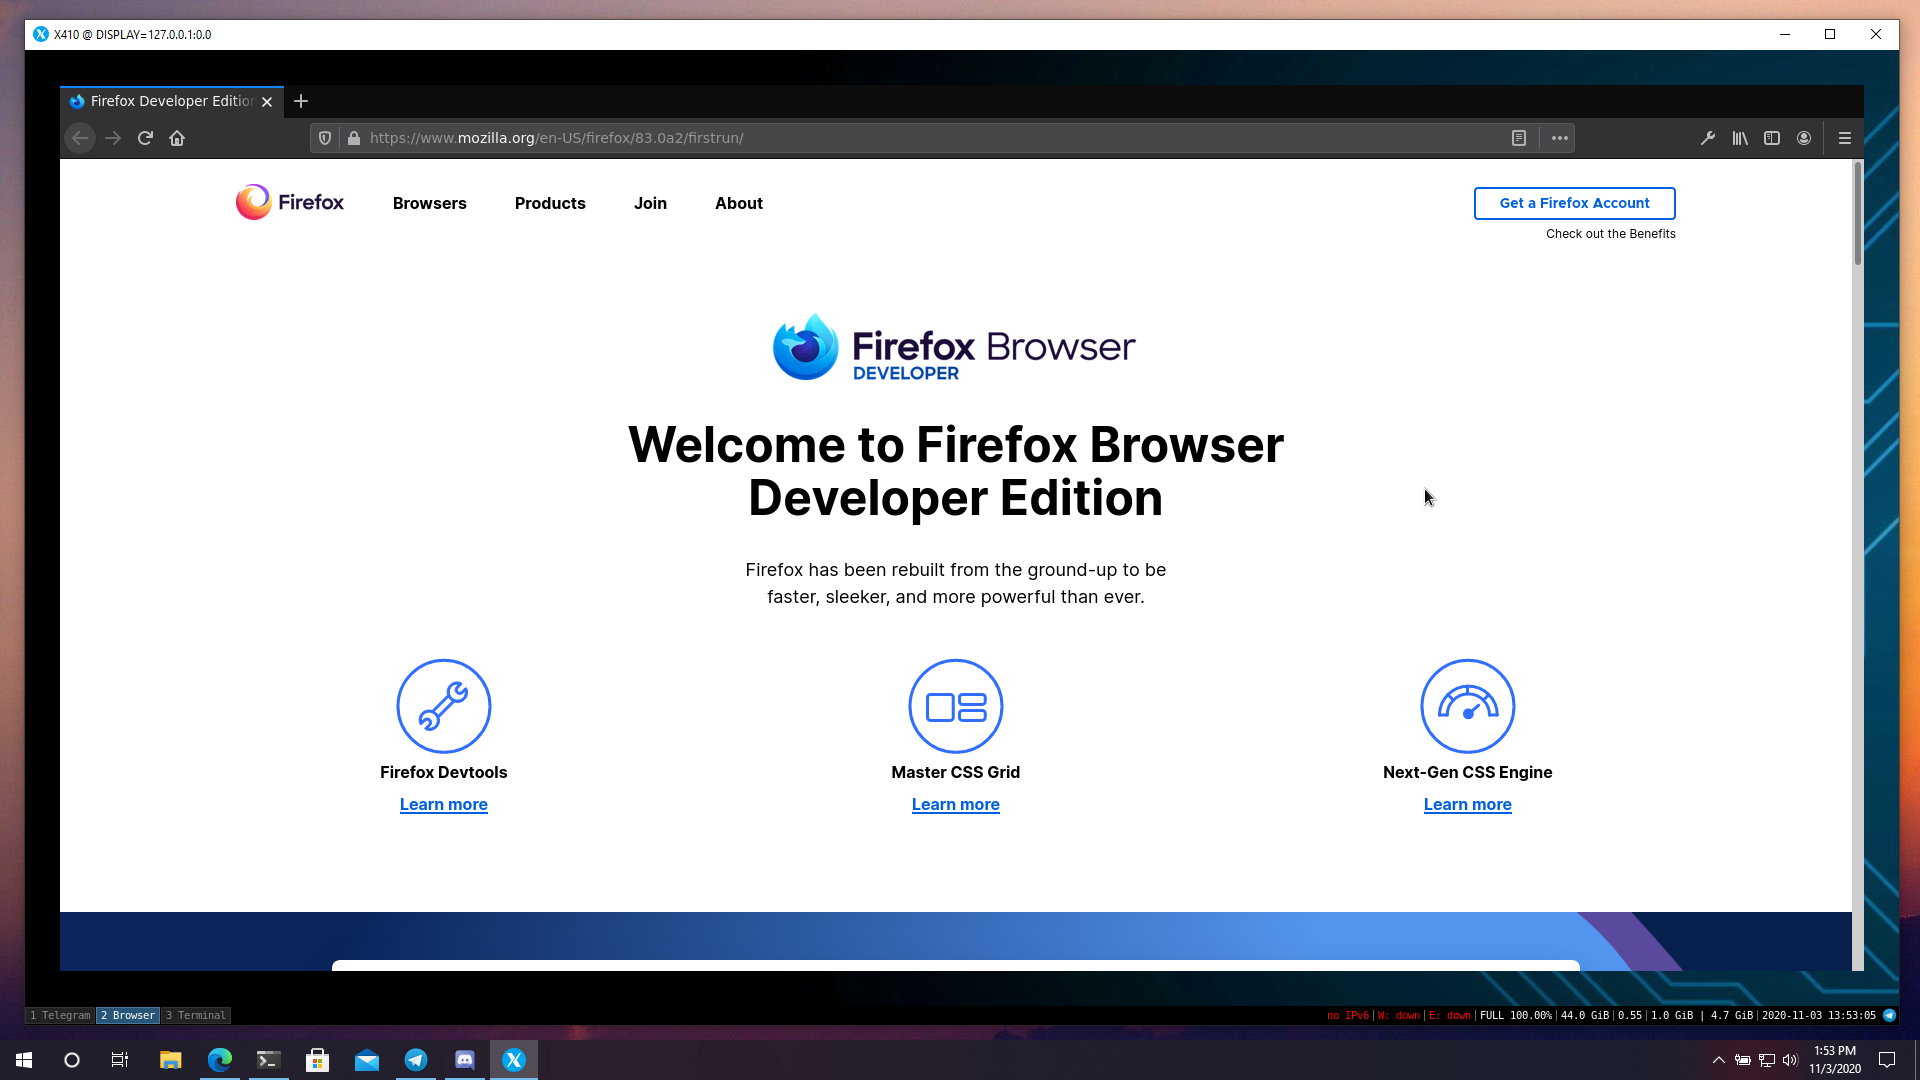 X410 @ DISPLAY=127.0.0.1:0.0
Firefox Developer Editio
https://www.mozilla.org/en-US/firefox/83.0a2/firstrun/
Firefox
Browsers
Products
Join
About
Get a Firefox Account
Check out the Benefits
Firefox Browser
DEVELOPER
Welcome to Firefox Browser
Developer Edition
Firefox has been rebuilt from the ground-up to be
faster, sleeker, and more powerful than ever.
Firefox Devtools
Master CSS Grid
Next-Gen CSS Engine
Learn more
Learn more
Learn more
1 Telegram
2 Browser
3 Terminal
no IPv6|W: down|E: down|FULL 100.00%|44.0 GiB|0.55|1.0 GiB | 4.7 GiB|2020-11-03 13:53:05
1:53 PM
11/3/2020